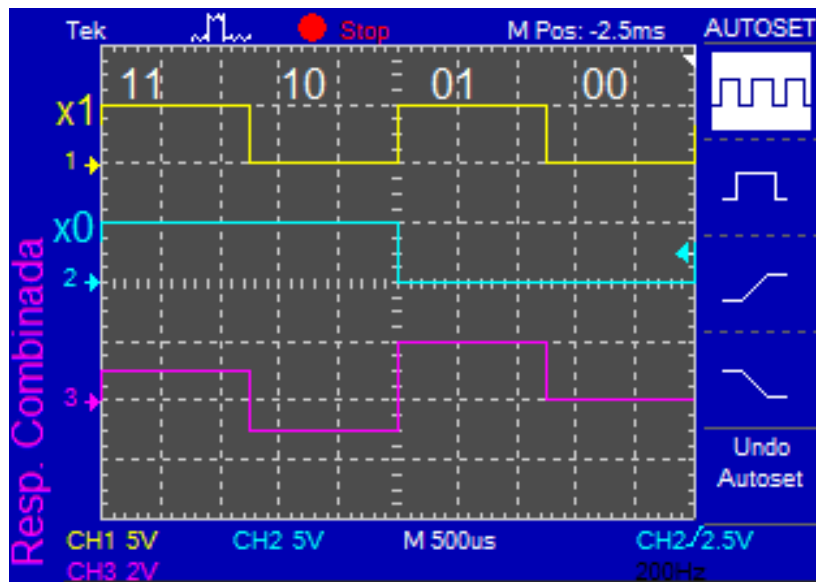 Tek Stop M Pos: -2.5ms AUTOSET
11 10 01 00
X1
1
X0
2
3
Resp. Combinada
Undo
Autoset
CH1 5V CH2 5V M 500us CH2/2.5V
CH3 2V 200Hz